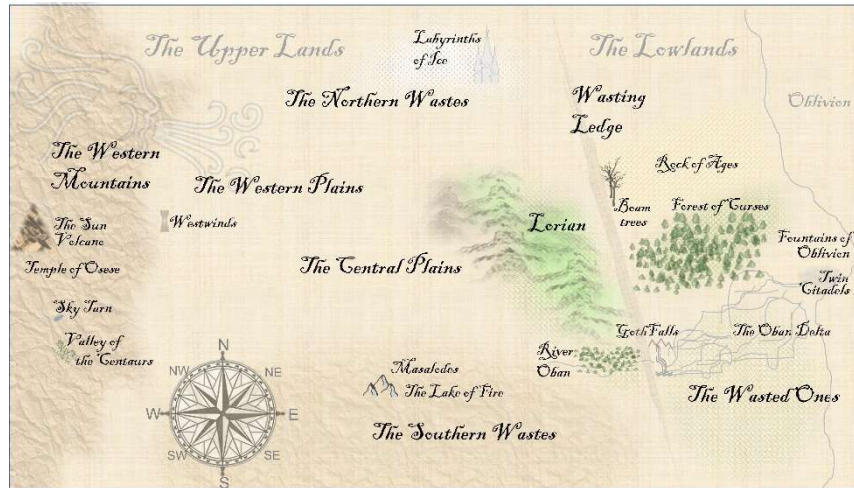 The Upper Lands
Labyrinths
of Ice
The Lowlands
The Northern Wastes
Wasting
Ledge
Oblivion
The Western
Mountains
The Western Plains
Rock of Ages
Boam
trees
Forest of Curses
The Sun
Volcano
Westwinds
Lorian
Fountains of
Oblivion
Temple of Osese
The Central Plains
Twin
Citadels
Sky Turn
Valley of
the Centaurs
Goth Falls
The Oban Delta
River
Oban
Masalodos
The Lake of Fire
The Wasted Ones
The Southern Wastes
N
NW
NE
W
E
SW
SE
S